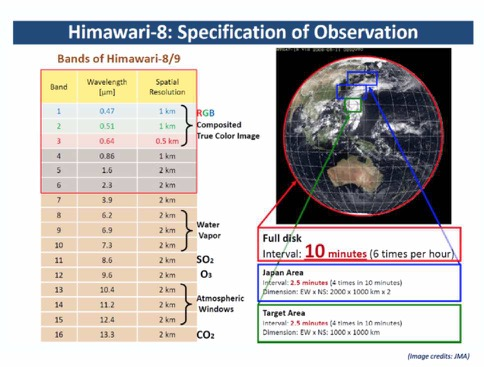 Himawari-8: Specification of Observation
Bands of Himawari-8/9
Band Wavelength [µm] Spatial Resolution
1 0.47 1 km
2 0.51 1 km
3 0.64 0.5 km
4 0.86 1 km
5 1.6 2 km
6 2.3 2 km
7 3.9 2 km
8 6.2 2 km
9 6.9 2 km
10 7.3 2 km
11 8.6 2 km
12 9.6 2 km
13 10.4 2 km
14 11.2 2 km
15 12.4 2 km
16 13.3 2 km
RGB
Composited
True Color Image
Water
Vapor
SO2
O3
Atmospheric
Windows
CO2
Full disk
Interval: 10 minutes (6 times per hour)
Japan Area
Interval: 2.5 minutes (4 times in 10 minutes)
Dimension: EW x NS: 2000 x 1000 km x 2
Target Area
Interval: 2.5 minutes (4 times in 10 minutes)
Dimension: EW x NS: 1000 x 1000 km
(Image credits: JMA)